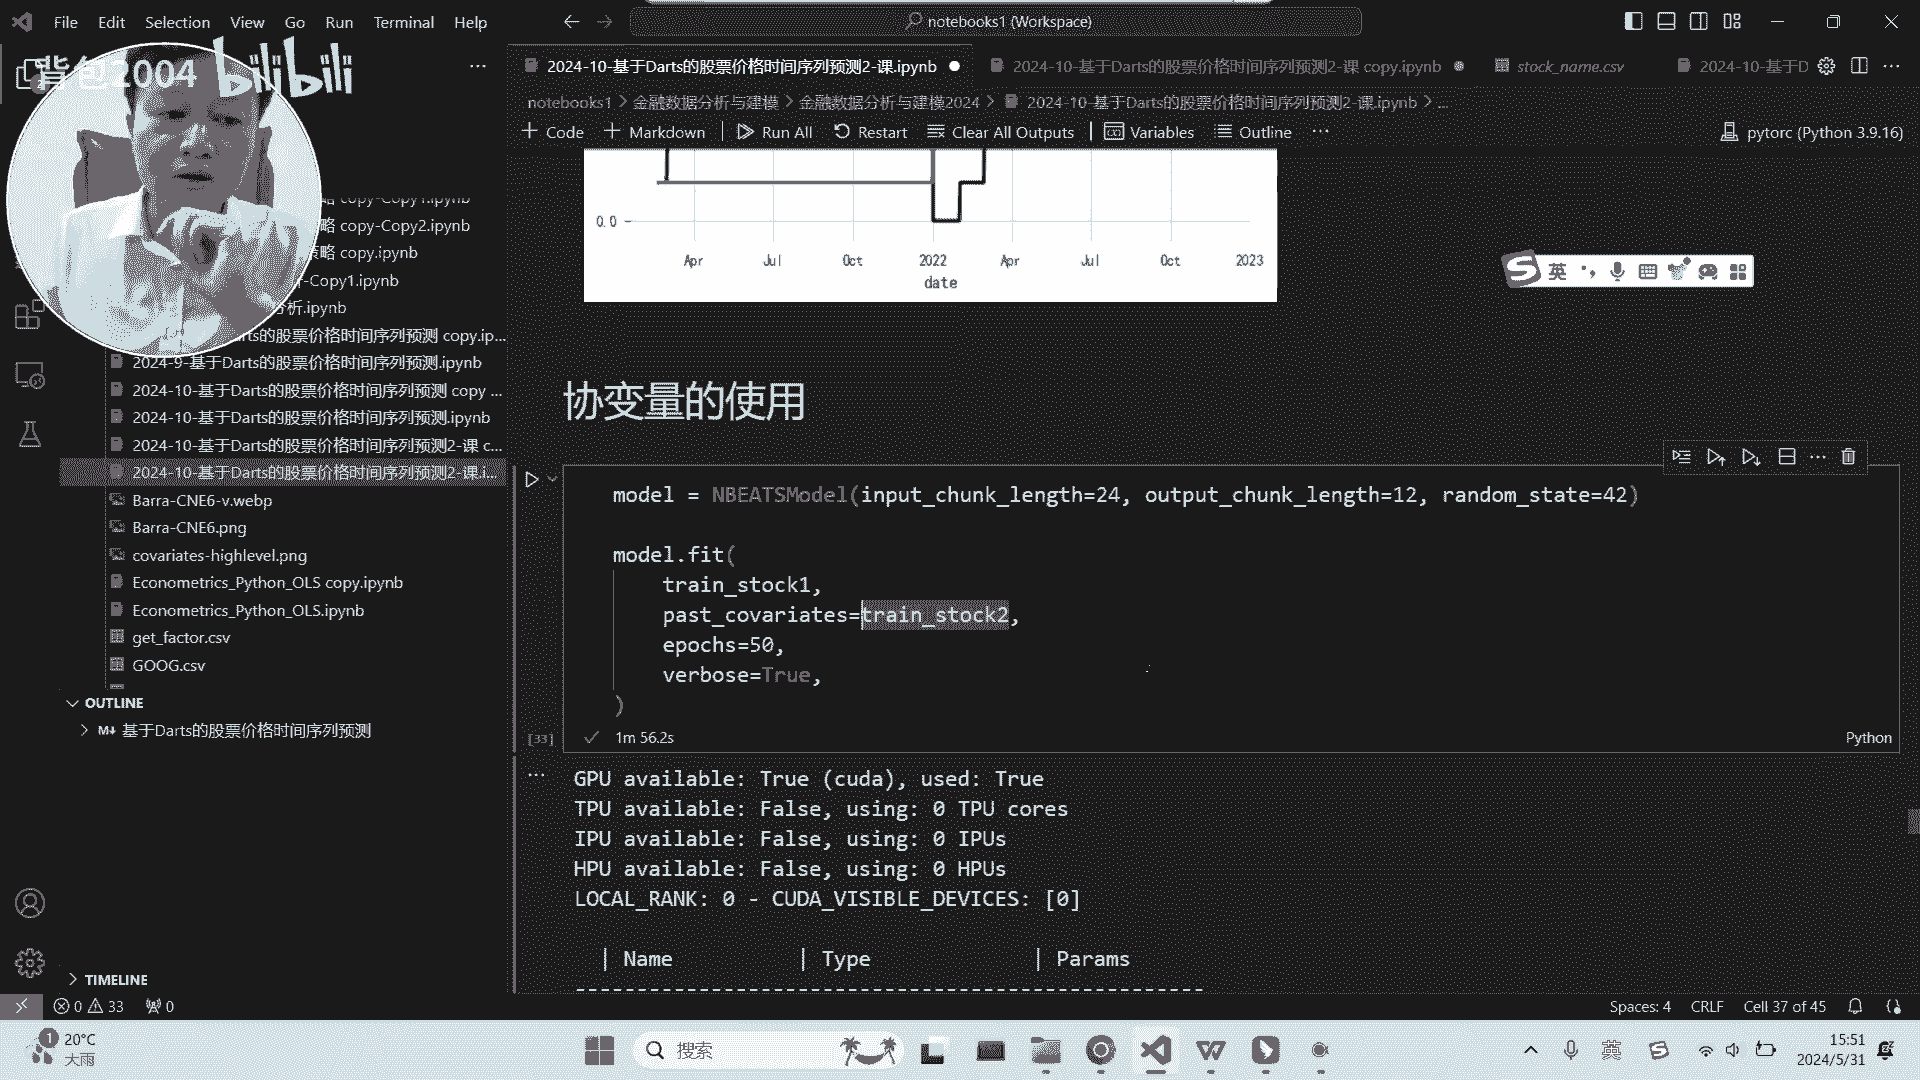 File Edit Selection View Go Run Terminal Help
notebooks1 (Workspace)
背包2004 bilibili
2024-10-基于Darts的股票价格时间序列预测2-课.ipynb
2024-10-基于Darts的股票价格时间序列预测2-课 copy.ipynb
stock_name.csv
2024-10-基于D
notebooks1 > 金融数据分析与建模 > 金融数据分析与建模2024 > 2024-10-基于Darts的股票价格时间序列预测2-课.ipynb > ...
+ Code + Markdown | Run All Restart Clear All Outputs | Variables Outline ...
pytorc (Python 3.9.16)
略 copy-Copy1.ipynb
略 copy-Copy2.ipynb
略 copy.ipynb
-Copy1.ipynb
分析.ipynb
arts的股票价格时间序列预测 copy.ip...
2024-9-基于Darts的股票价格时间序列预测.ipynb
2024-10-基于Darts的股票价格时间序列预测 copy ...
2024-10-基于Darts的股票价格时间序列预测.ipynb
2024-10-基于Darts的股票价格时间序列预测2-课 c...
2024-10-基于Darts的股票价格时间序列预测2-课.i...
Barra-CNE6-v.webp
Barra-CNE6.png
covariates-highlevel.png
Econometrics_Python_OLS copy.ipynb
Econometrics_Python_OLS.ipynb
get_factor.csv
GOOG.csv
OUTLINE
M↓ 基于Darts的股票价格时间序列预测
TIMELINE
0.0
Apr Jul Oct 2022 Apr Jul Oct 2023
date
英
协变量的使用
model = NBEATSModel(input_chunk_length=24, output_chunk_length=12, random_state=42)
model.fit(
train_stock1,
past_covariates=train_stock2,
epochs=50,
verbose=True,
)
[33] 1m 56.2s
Python
GPU available: True (cuda), used: True
TPU available: False, using: 0 TPU cores
IPU available: False, using: 0 IPUs
HPU available: False, using: 0 HPUs
LOCAL_RANK: 0 - CUDA_VISIBLE_DEVICES: [0]
| Name | Type | Params
------------------------------------------------
0 33 0
Spaces: 4 CRLF Cell 37 of 45
1 20°C
大雨
搜索
英
15:51
2024/5/31